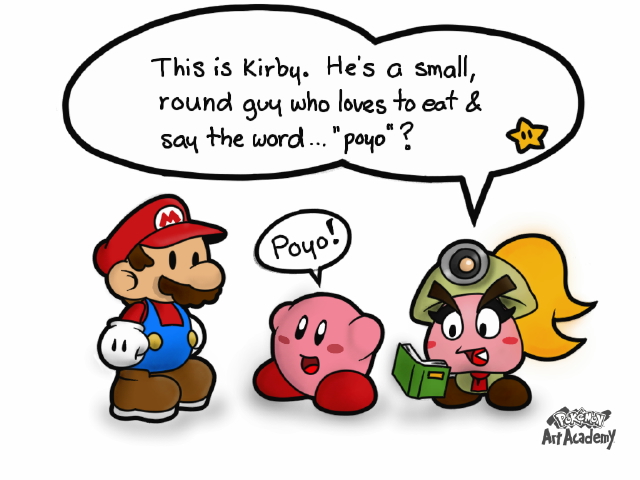 This is Kirby. He's a small,
round guy who loves to eat &
say the word... "poyo"?
Poyo!
M
POKéMON
Art Academy